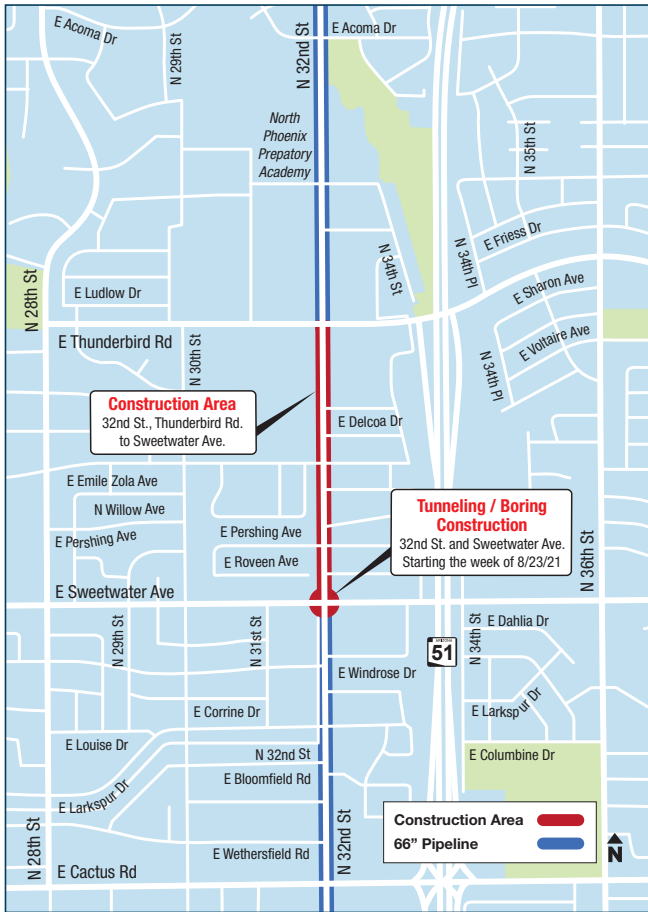 E Acoma Dr
N 29th St
N 32nd St
E Acoma Dr
North
Phoenix
Preparatory
Academy
N 35th St
N 34th St
N 34th Pl
E Friess Dr
N 28th St
E Ludlow Dr
E Sharon Ave
E Voltaire Ave
E Thunderbird Rd
N 30th St
N 34th Pl
Construction Area
32nd St., Thunderbird Rd.
to Sweetwater Ave.
E Delcoa Dr
E Emile Zola Ave
N Willow Ave
E Pershing Ave
E Pershing Ave
E Roveen Ave
Tunneling / Boring
Construction
32nd St. and Sweetwater Ave.
Starting the week of 8/23/21
N 36th St
E Sweetwater Ave
N 29th St
N 31st St
ARIZONA
51
N 34th St
E Dahlia Dr
E Windrose Dr
E Corrine Dr
E Larkspur Dr
E Louise Dr
N 32nd St
E Columbine Dr
E Larkspur Dr
E Bloomfield Rd
N 28th St
E Wethersfield Rd
N 32nd St
Construction Area
66” Pipeline
N
E Cactus Rd